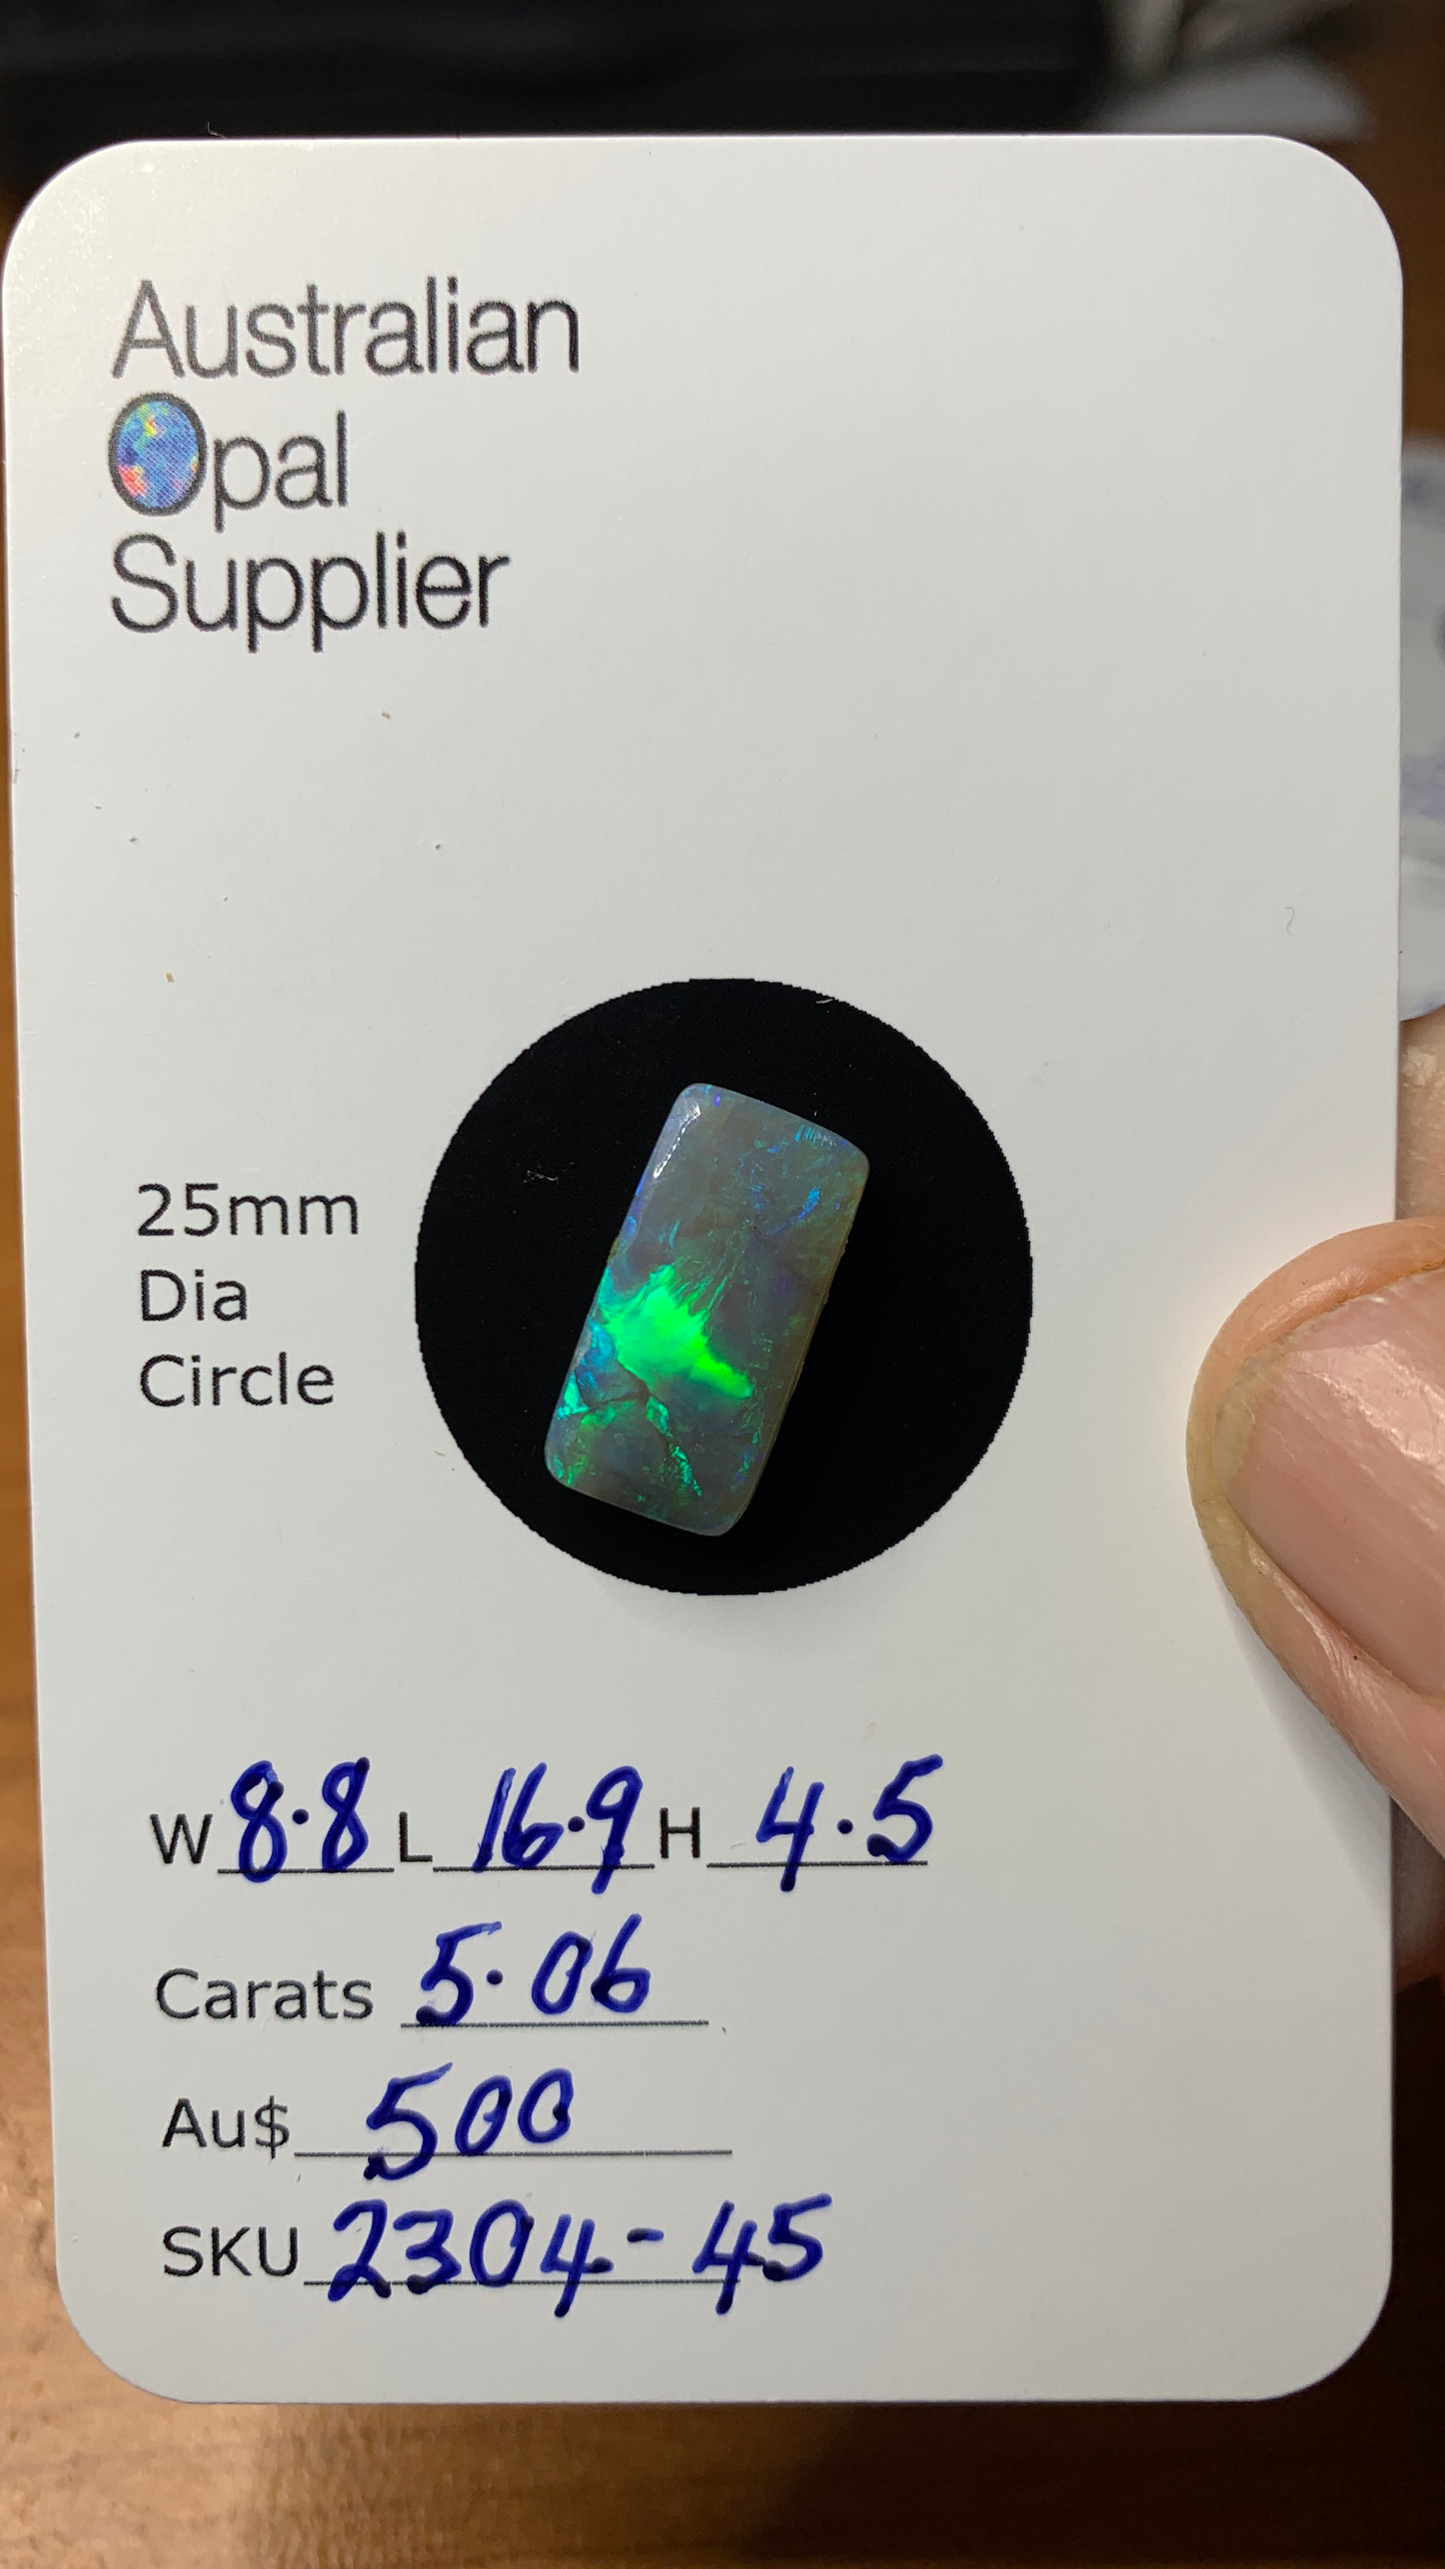 Australian
Opal
Supplier
25mm
Dia
Circle
W 8.8 L 16.9 H 4.5
Carats 5.06
Au$ 500
SKU 2304-45